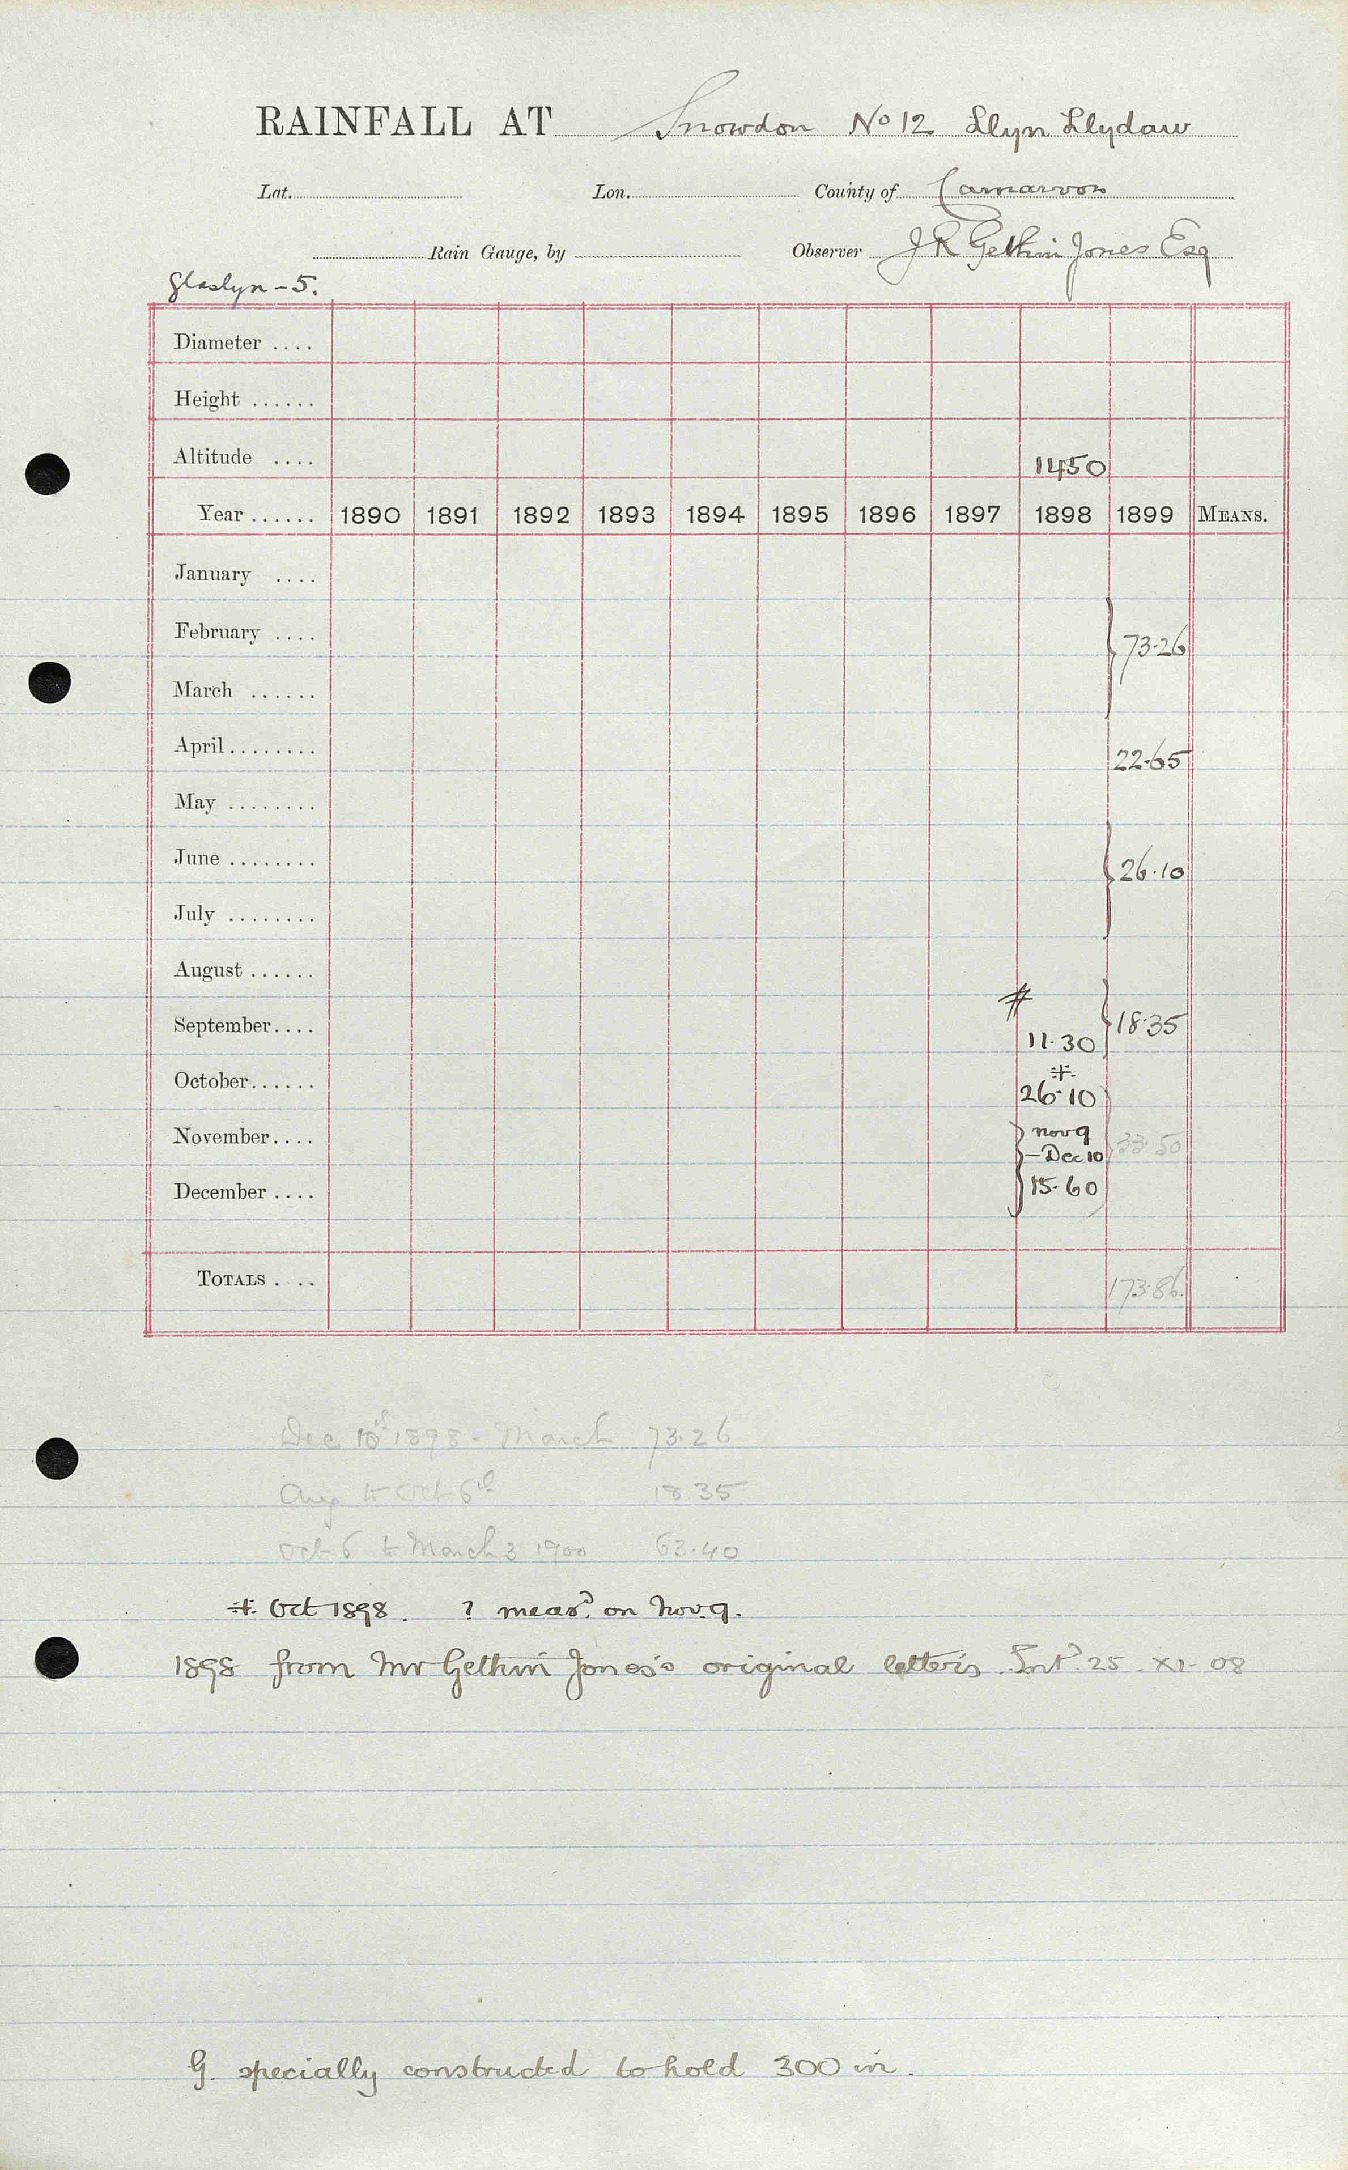 RAINFALL AT Snowdon No 12 Llyn Llydaw
Lat. Lon. County of Carnarvon
Rain Gauge, by Observer J R Gethin Jones Esq
Glaslyn - 5.
Diameter ....
Height ......
Altitude .... 1450
Year ...... 1890 1891 1892 1893 1894 1895 1896 1897 1898 1899 MEANS.
January ....
February .... } 73.26
March ......
April ........ 22.65
May ........
June ........ } 26.10
July ........
August ......
September.... # 11.30 } 18.35
October...... ⁜ 26.10
November.... } Nov 9 - Dec 10 } 33.50
December .... 15.60
TOTALS . .. 173.86
Dec 10th 1898 - March 73.26
Aug to Oct 6th 18.35
Oct 6 to March 3 1900 63.40
⁜ Oct 1898. ? measd. on Nov. 9.
1898 from Mr Gethin Jones's original letters. Entd. 25. XI. 08
G. specially constructed to hold 300 in.